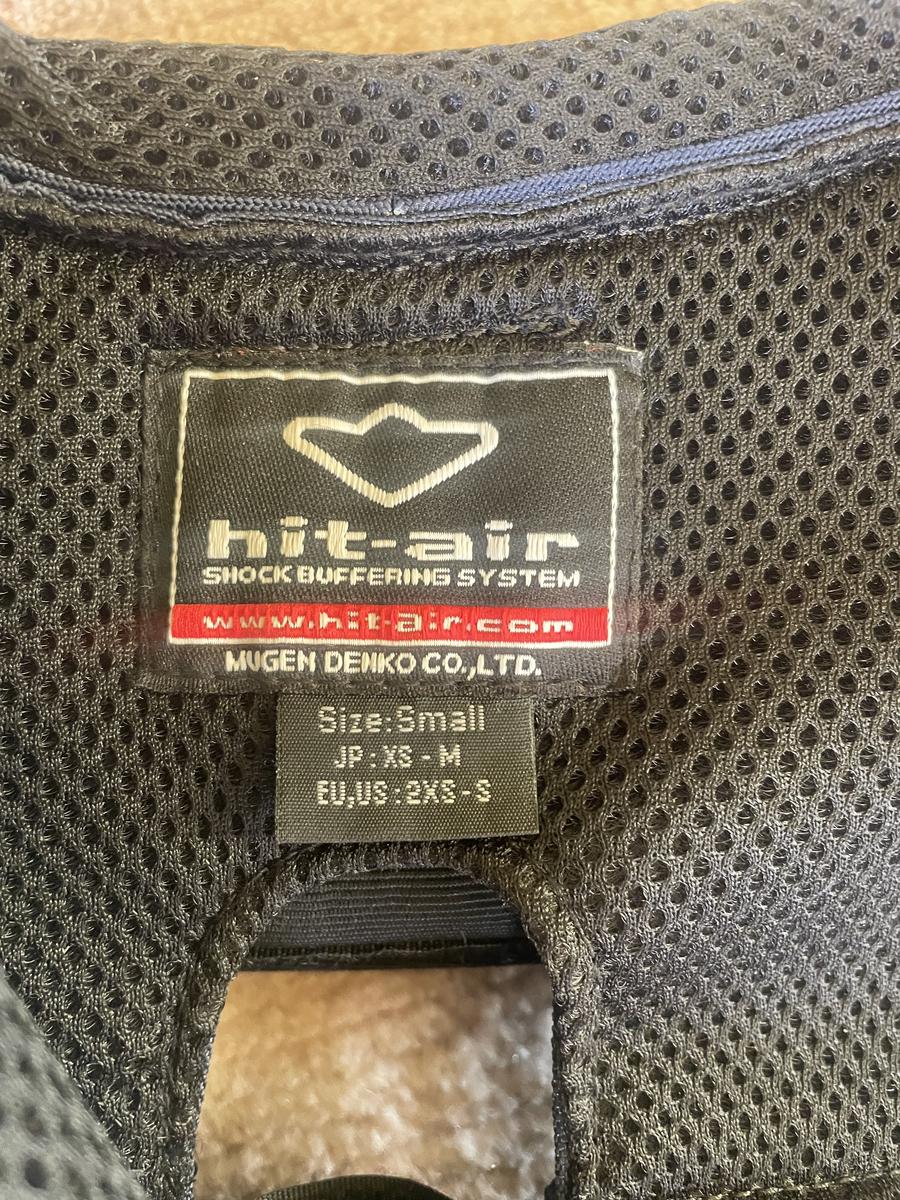 hit-air
SHOCK BUFFERING SYSTEM
www.hit-air.com
MUGEN DENKO CO.,LTD.
Size:Small
JP:XS-M
EU,US:2XS-S